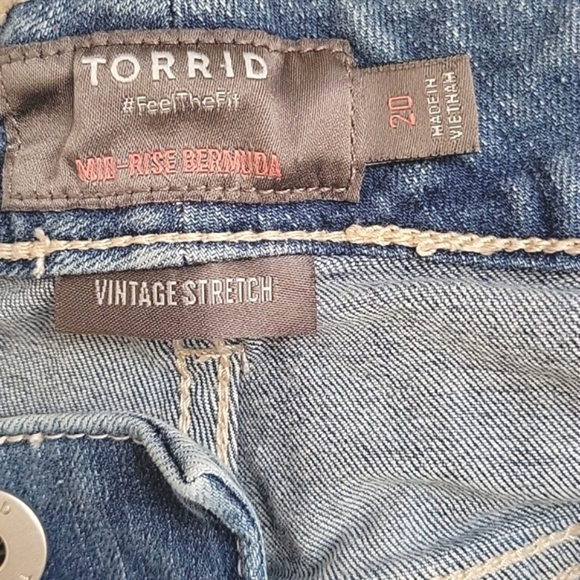 TORRID
#FeelTheFit
MID-RISE BERMUDA
20
MADE IN
VIETNAM
VINTAGE STRETCH